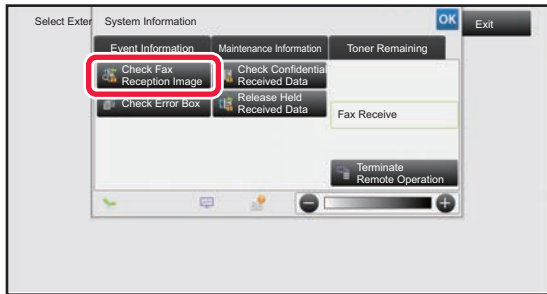 Select Exter
System Information
OK
Exit
Event Information
Maintenance Information
Toner Remaining
Check Fax
Reception Image
Check Confidential
Received Data
Check Error Box
Release Held
Received Data
Fax Receive
Terminate
Remote Operation